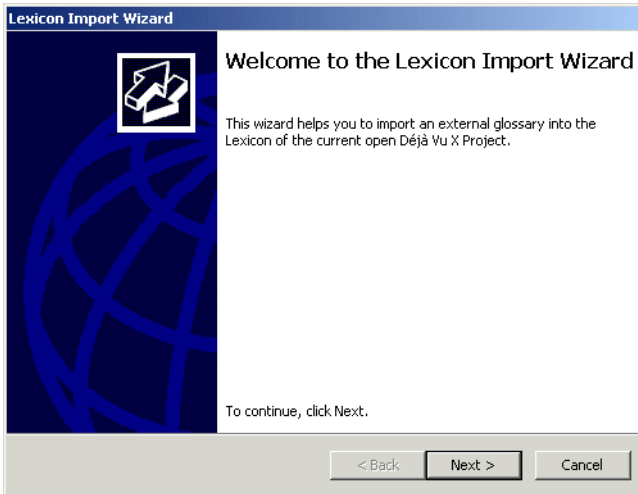 Lexicon Import Wizard
Welcome to the Lexicon Import Wizard
This wizard helps you to import an external glossary into the
Lexicon of the current open Déjà Vu X Project.
To continue, click Next.
< Back Next > Cancel